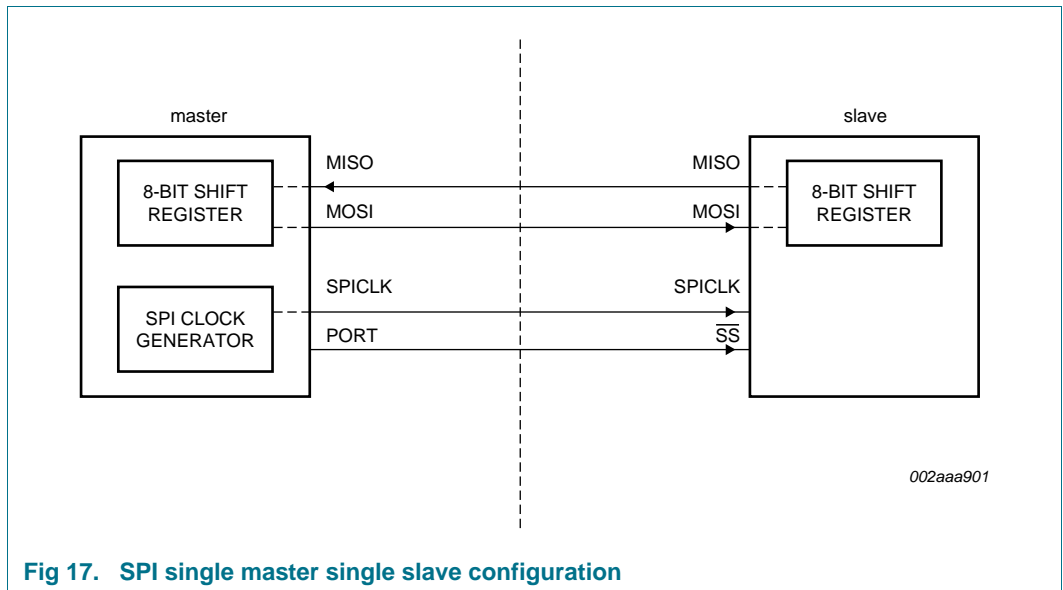 master
slave
MISO
MISO
8-BIT SHIFT
REGISTER
8-BIT SHIFT
REGISTER
MOSI
MOSI
SPICLK
SPICLK
SPI CLOCK
GENERATOR
PORT
S̅S̅
002aaa901
Fig 17. SPI single master single slave configuration